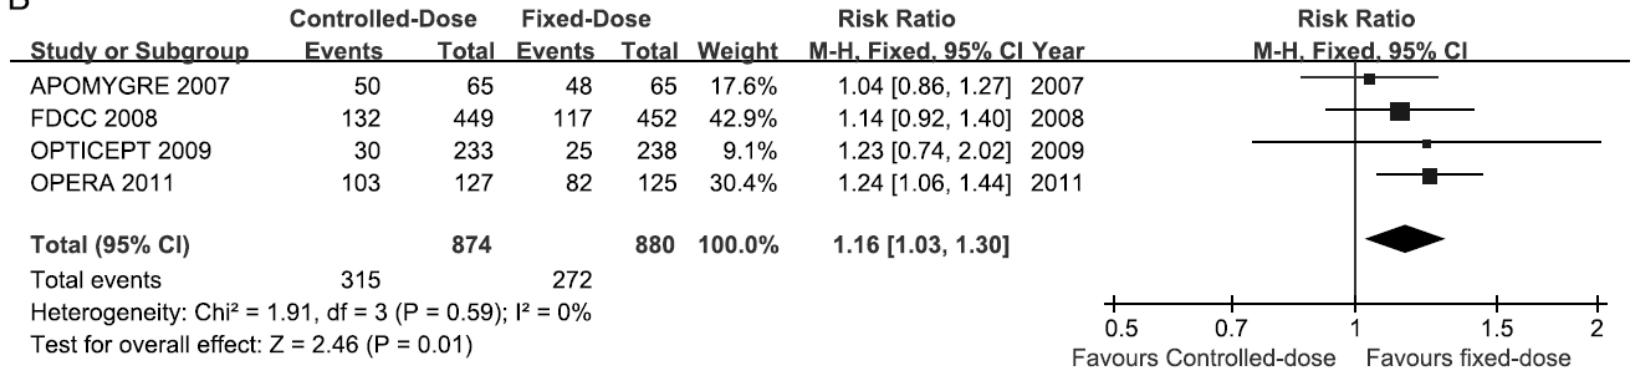 B
Controlled-Dose Fixed-Dose Risk Ratio Risk Ratio
Study or Subgroup Events Total Events Total Weight M-H, Fixed, 95% CI Year M-H, Fixed, 95% CI
APOMYGRE 2007 50 65 48 65 17.6% 1.04 [0.86, 1.27] 2007
FDCC 2008 132 449 117 452 42.9% 1.14 [0.92, 1.40] 2008
OPTICEPT 2009 30 233 25 238 9.1% 1.23 [0.74, 2.02] 2009
OPERA 2011 103 127 82 125 30.4% 1.24 [1.06, 1.44] 2011
Total (95% CI) 874 880 100.0% 1.16 [1.03, 1.30]
Total events 315 272
Heterogeneity: Chi² = 1.91, df = 3 (P = 0.59); I² = 0%
Test for overall effect: Z = 2.46 (P = 0.01)
0.5 0.7 1 1.5 2
Favours Controlled-dose Favours fixed-dose